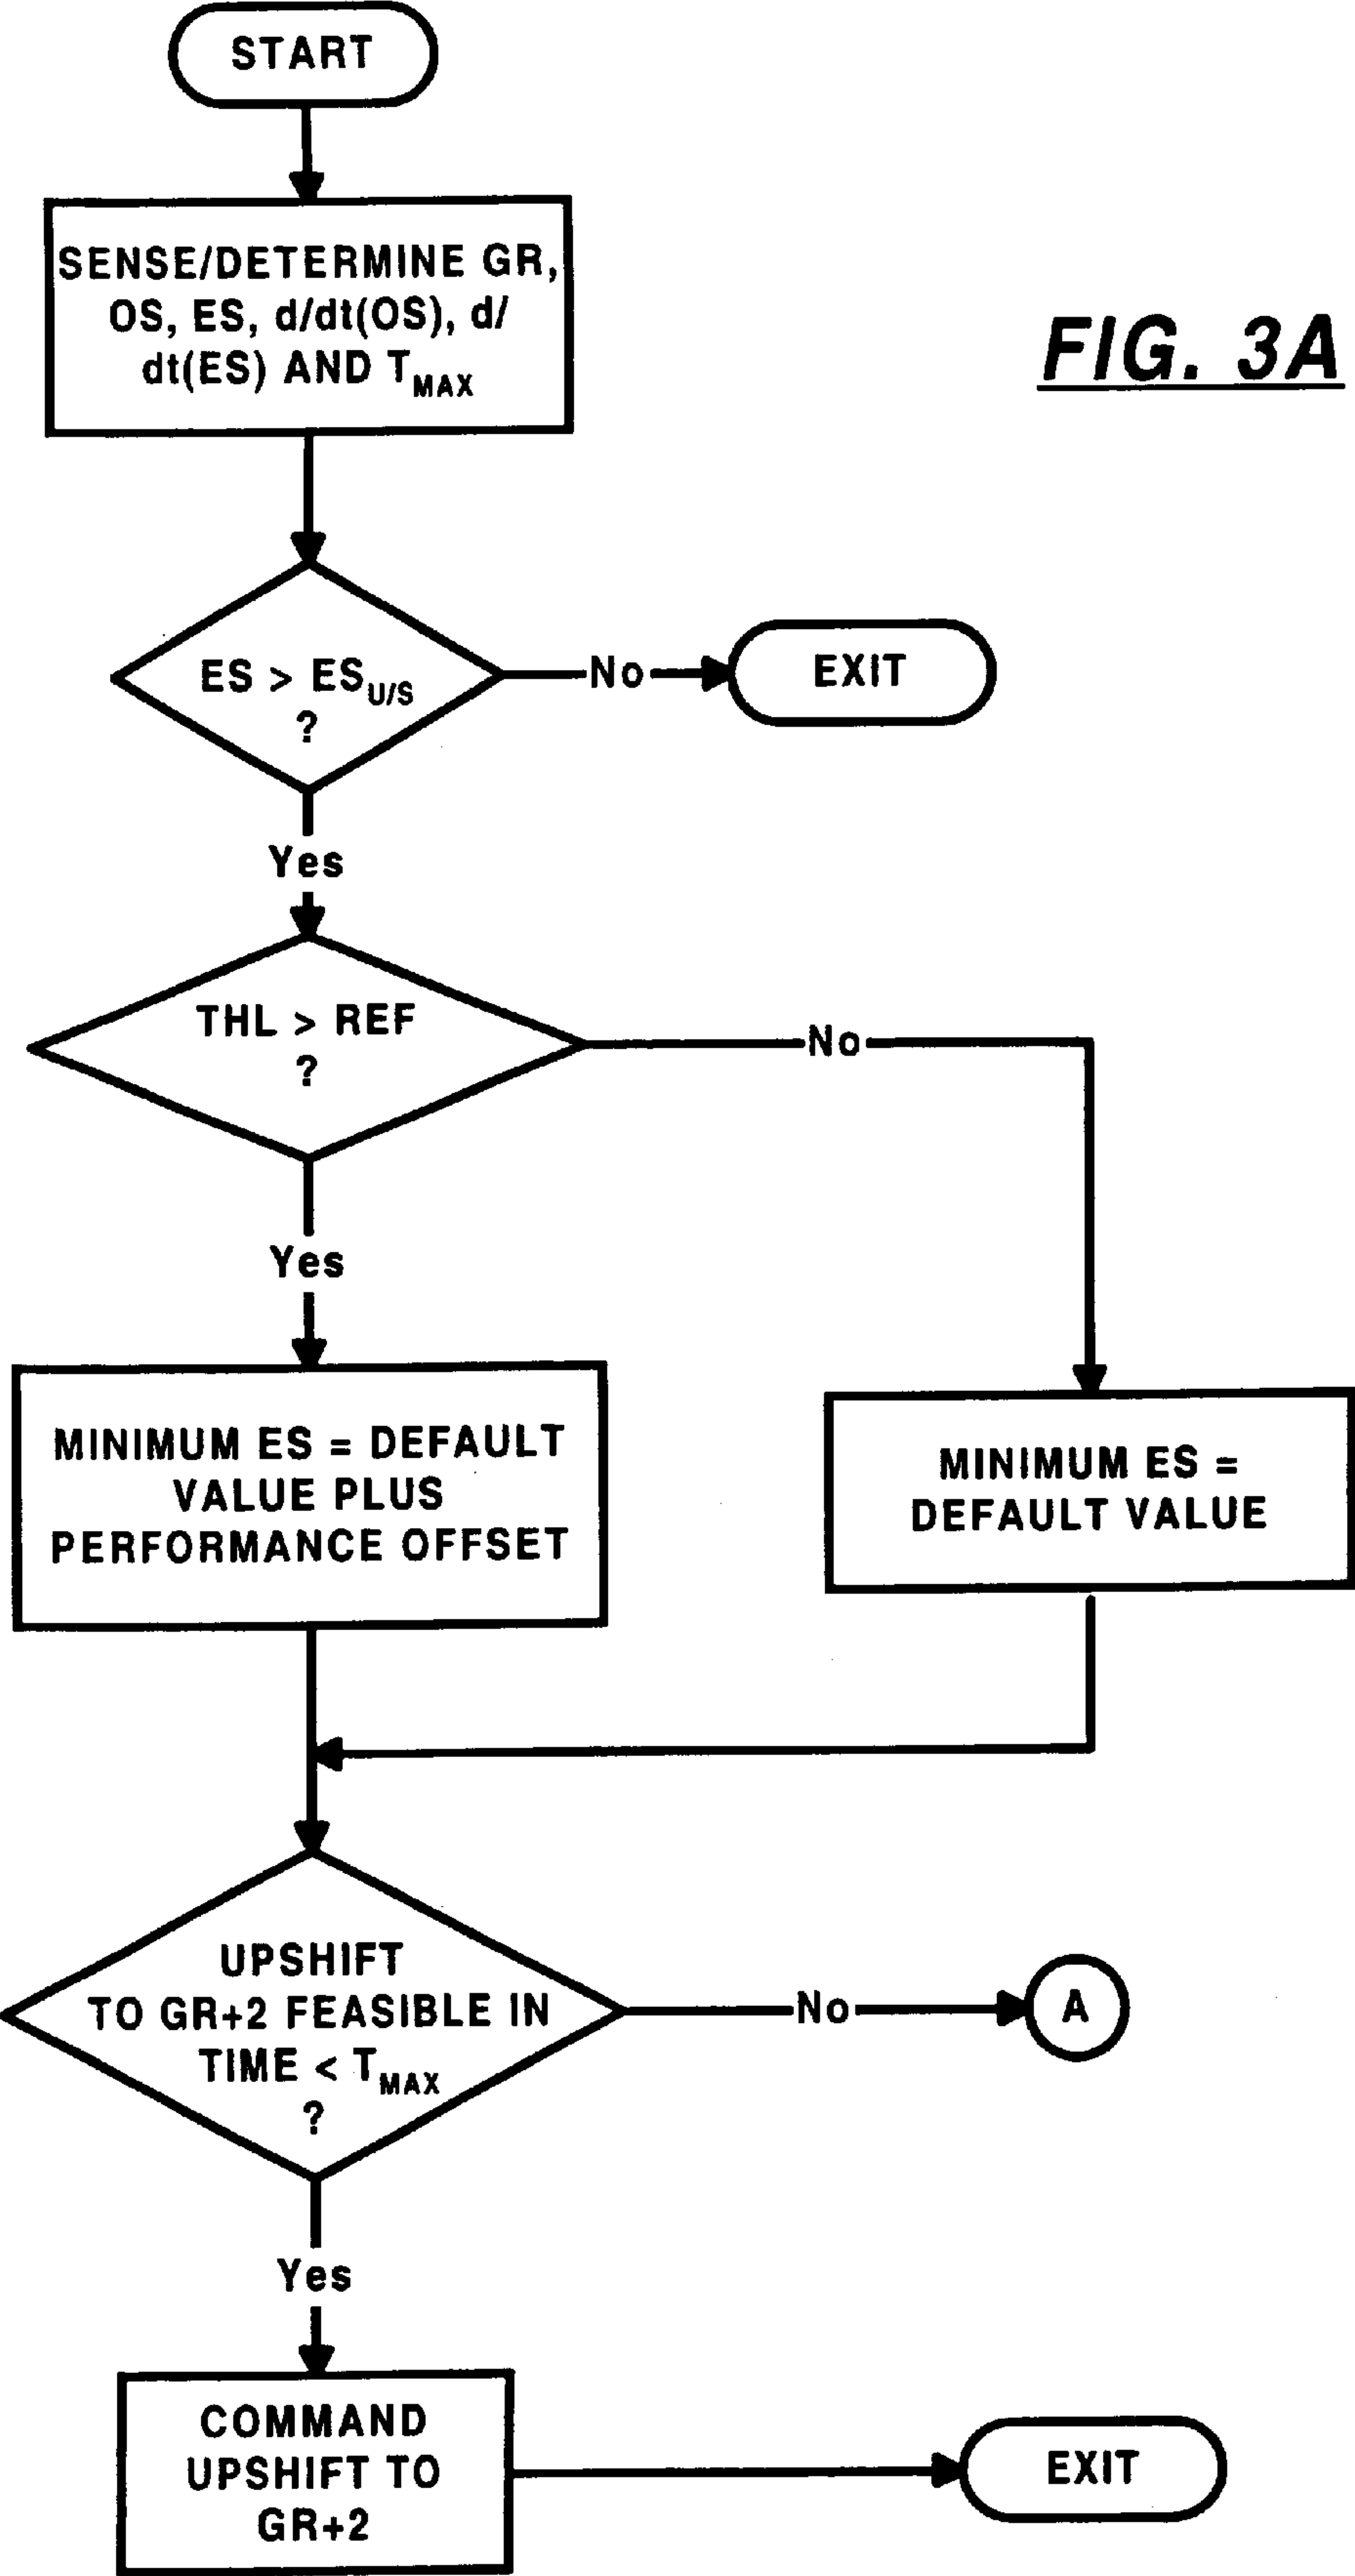 START
SENSE/DETERMINE GR,
OS, ES, d/dt(OS), d/
dt(ES) AND TMAX
FIG. 3A
ES > ESU/S
?
No
EXIT
Yes
THL > REF
?
No
Yes
MINIMUM ES = DEFAULT
VALUE PLUS
PERFORMANCE OFFSET
MINIMUM ES =
DEFAULT VALUE
UPSHIFT
TO GR+2 FEASIBLE IN
TIME < TMAX
?
No
A
Yes
COMMAND
UPSHIFT TO
GR+2
EXIT